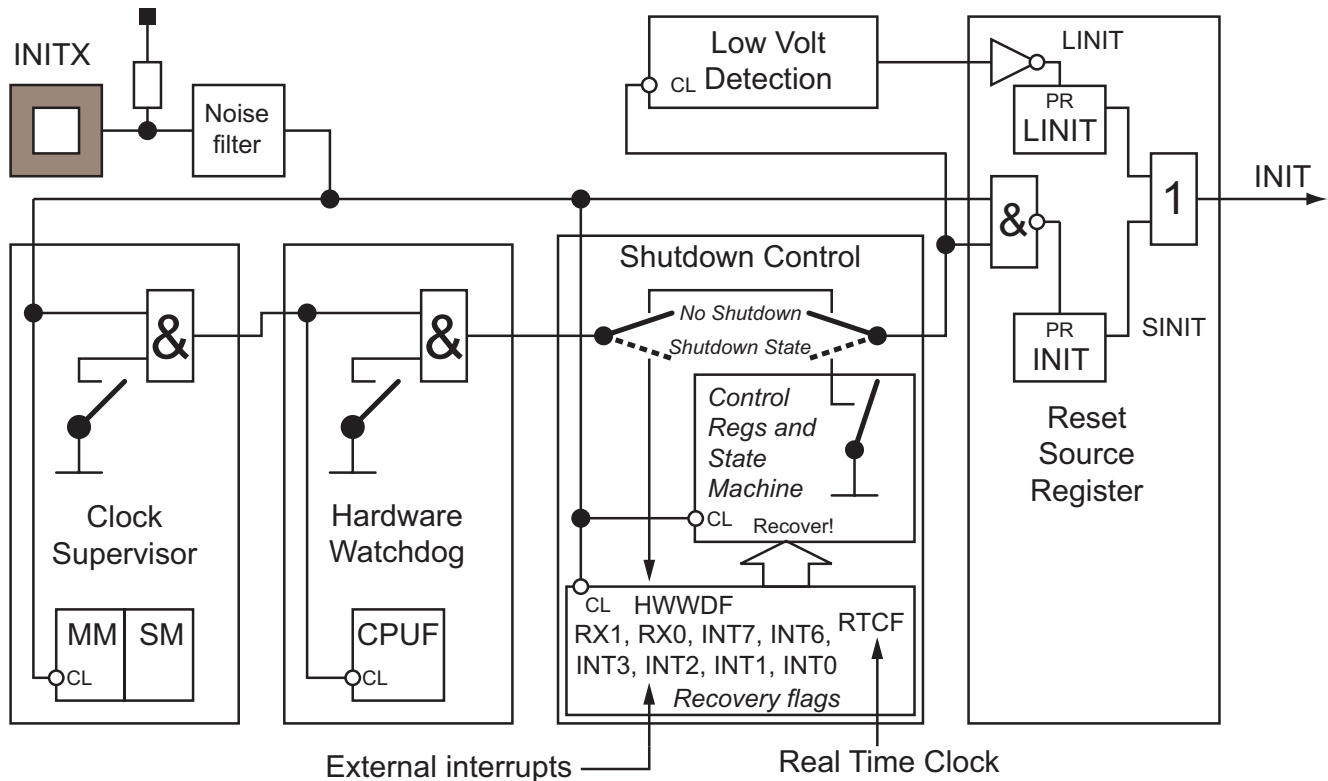 INITX
Noise
filter
Low Volt
Detection
CL
LINIT
PR
LINIT
1
INIT
&
PR
INIT
SINIT
Reset
Source
Register
&
Clock
Supervisor
MM SM
CL
&
Hardware
Watchdog
CPUF
CL
Shutdown Control
No Shutdown
Shutdown State
Control
Regs and
State
Machine
CL
Recover!
CL HWWDF
RX1, RX0, INT7, INT6, RTCF
INT3, INT2, INT1, INT0
Recovery flags
External interrupts
Real Time Clock